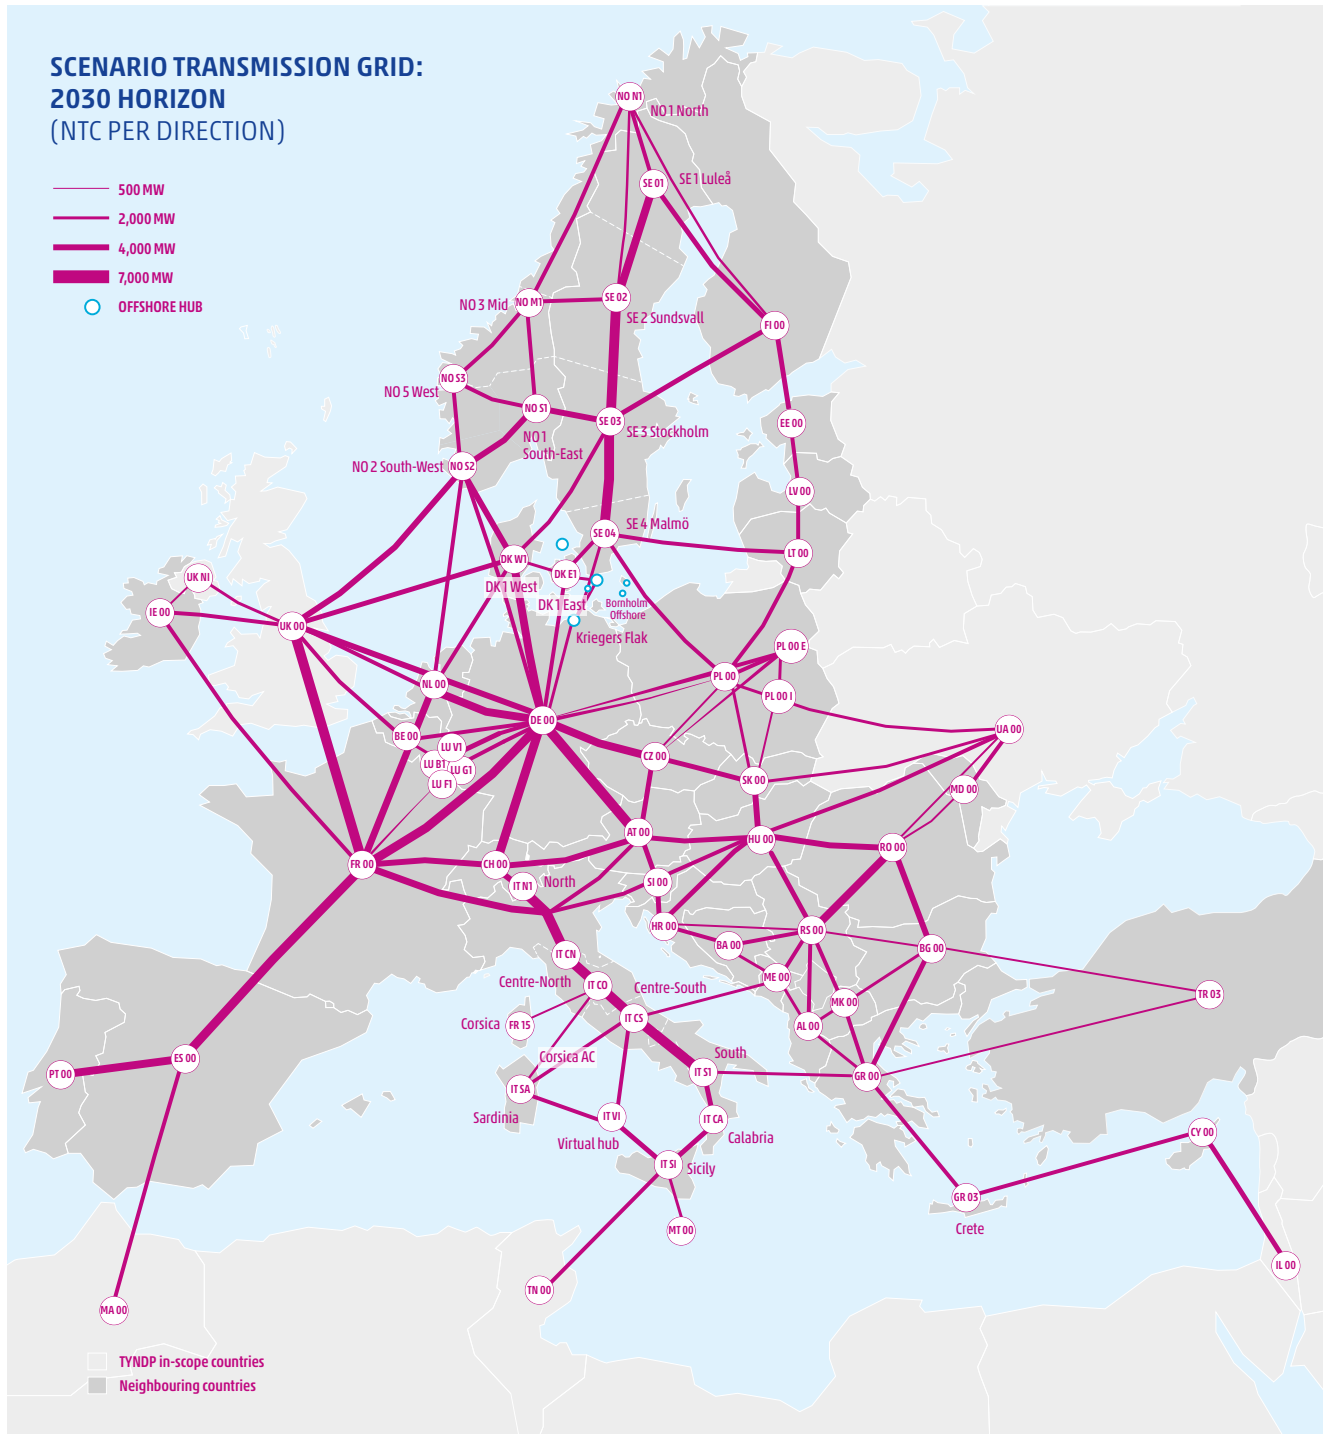 SCENARIO TRANSMISSION GRID:
2030 HORIZON
(NTC PER DIRECTION)
500 MW
2,000 MW
4,000 MW
7,000 MW
OFFSHORE HUB
NO N1
NO1 North
SE 01
SE1 Luleå
NO 3 Mid
NO M1
SE 02
SE 2 Sundsvall
FI 00
NO S3
NO 5 West
NO S1
SE 03
EE 00
SE 3 Stockholm
NO1
South-East
NO 2 South-West
NO S2
LV 00
SE 4 Malmö
SE 04
LT 00
DK W1
DK E1
UK NI
DK 1 West
DK 1 East
Bornholm
Offshore
IE 00
UK 00
Kriegers Flak
PL 00 E
NL 00
PL 00
PL 00 I
DE 00
UA 00
BE 00
LU V1
LU B1
LU G1
LU F1
CZ 00
SK 00
MD 00
AT 00
HU 00
RO 00
FR 00
CH 00
IT N1
North
SI 00
HR 00
RS 00
BA 00
BG 00
IT CN
ME 00
Centre-North
IT CO
Centre-South
TR 03
MK 00
Corsica
FR 15
IT CS
AL 00
Corsica AC
South
ES 00
PT 00
IT S1
GR 00
IT SA
Sardinia
IT VI
IT CA
Virtual hub
Calabria
CY 00
IT SI
Sicily
GR 03
Crete
MT 00
IL 00
TN 00
MA 00
TYNDP in-scope countries
Neighbouring countries